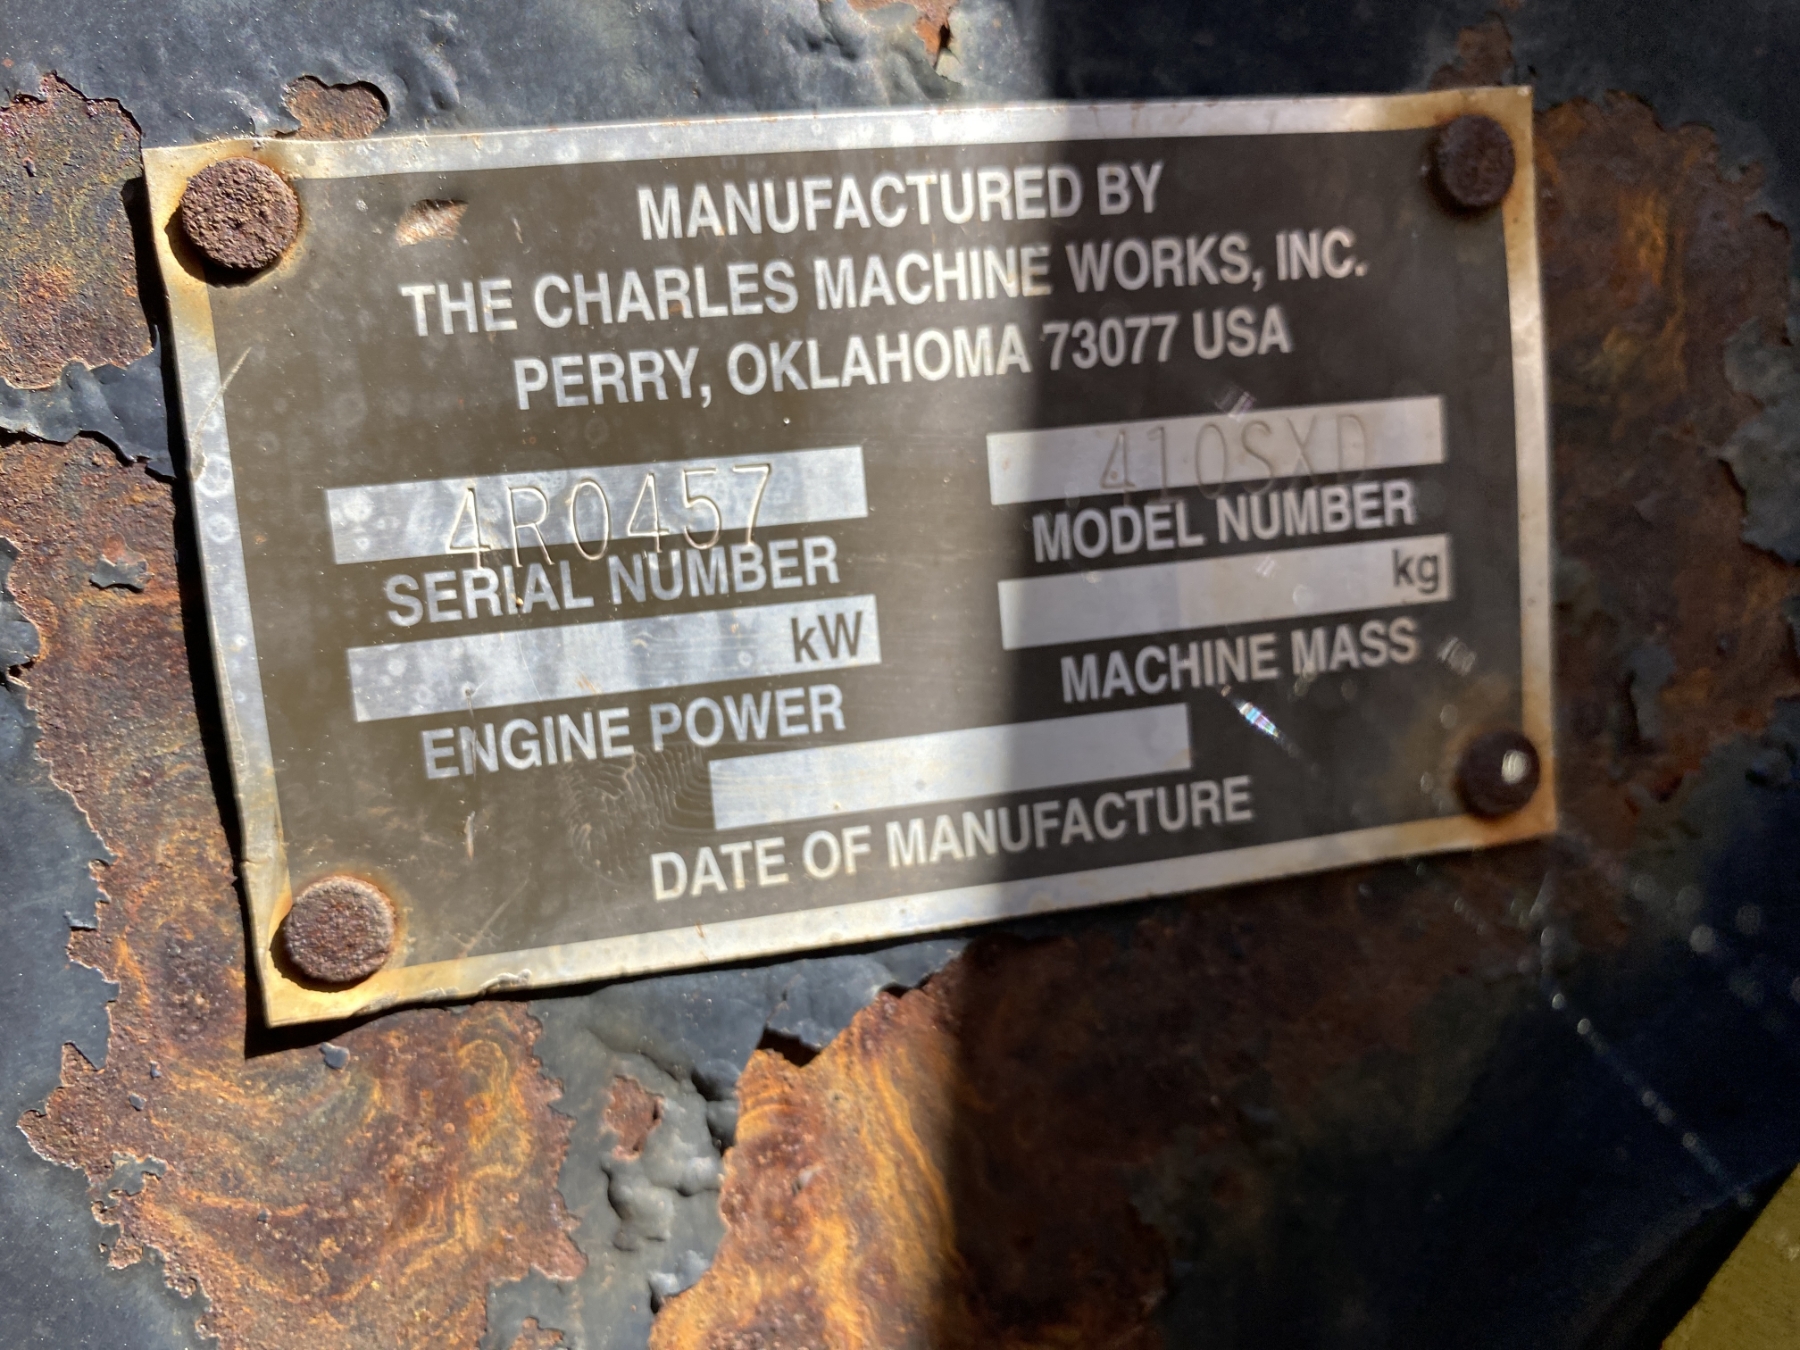 MANUFACTURED BY
THE CHARLES MACHINE WORKS, INC.
PERRY, OKLAHOMA 73077 USA
4R0457 410SXD
SERIAL NUMBER MODEL NUMBER
kW kg
ENGINE POWER MACHINE MASS
DATE OF MANUFACTURE